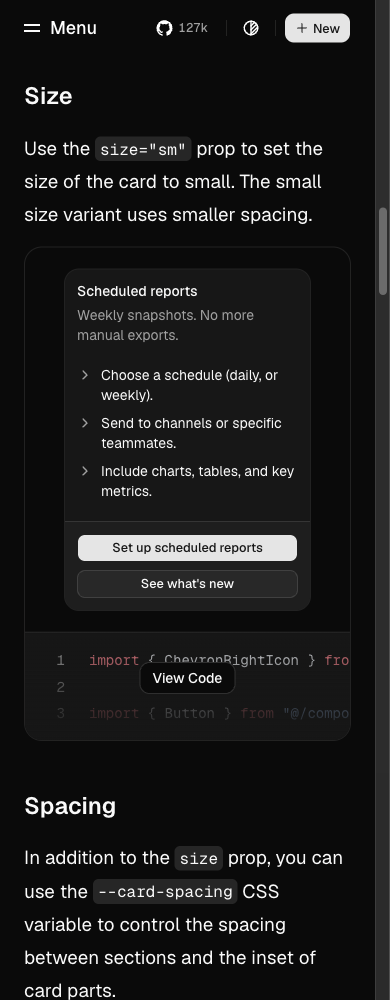 Menu 127k + New
Size
Use the size="sm" prop to set the
size of the card to small. The small
size variant uses smaller spacing.
Scheduled reports
Weekly snapshots. No more
manual exports.
Choose a schedule (daily, or
weekly).
Send to channels or specific
teammates.
Include charts, tables, and key
metrics.
Set up scheduled reports
See what's new
1 import { ChevronRightIcon } fro
2
View Code
3 import { Button } from "@/compo
Spacing
In addition to the size prop, you can
use the --card-spacing CSS
variable to control the spacing
between sections and the inset of
card parts.